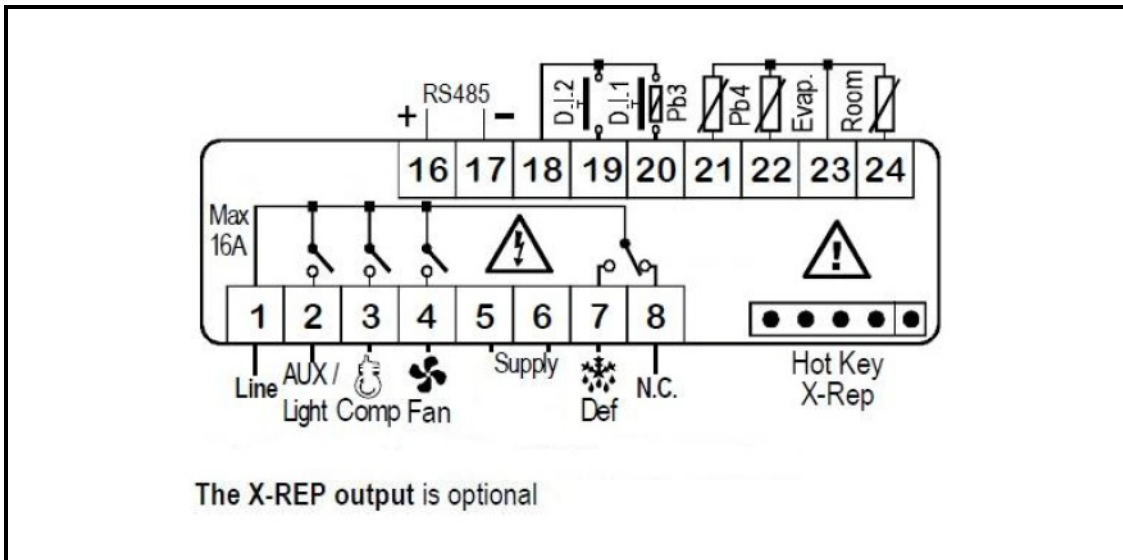 + RS485 -
D.I.2
D.I.1
Pb3
Pb4
Evap.
Room
16 17 18 19 20 21 22 23 24
Max
16A
1 2 3 4 5 6 7 8
Line
AUX /
Light
Comp
Fan
Supply
Def
N.C.
Hot Key
X-Rep
The X-REP output is optional